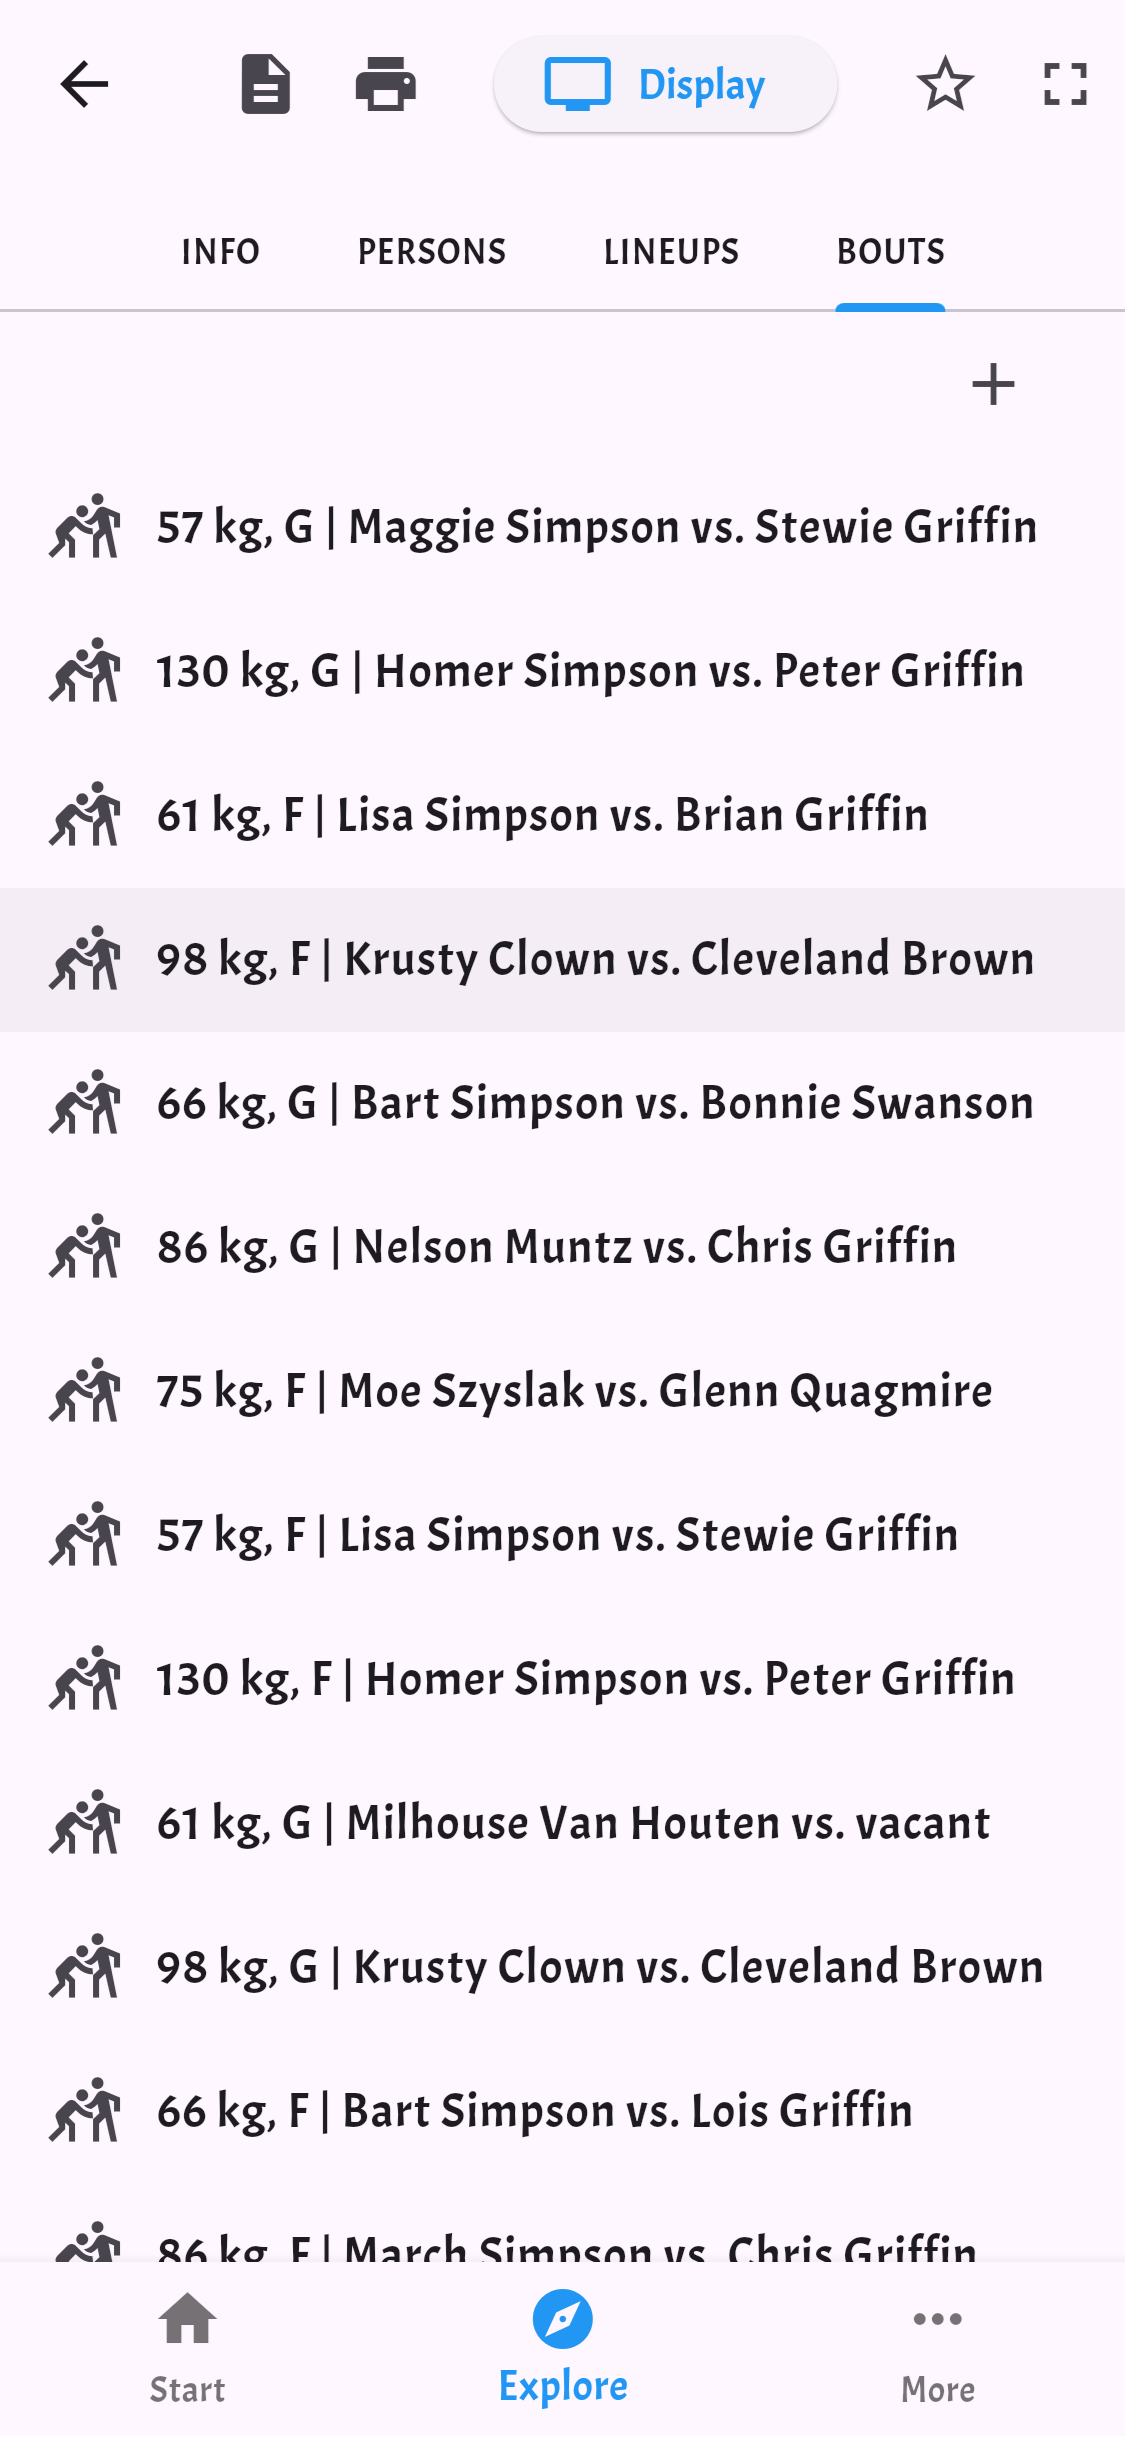 Display
INFO PERSONS LINEUPS BOUTS
57 kg, G | Maggie Simpson vs. Stewie Griffin
130 kg, G | Homer Simpson vs. Peter Griffin
61 kg, F | Lisa Simpson vs. Brian Griffin
98 kg, F | Krusty Clown vs. Cleveland Brown
66 kg, G | Bart Simpson vs. Bonnie Swanson
86 kg, G | Nelson Muntz vs. Chris Griffin
75 kg, F | Moe Szyslak vs. Glenn Quagmire
57 kg, F | Lisa Simpson vs. Stewie Griffin
130 kg, F | Homer Simpson vs. Peter Griffin
61 kg, G | Milhouse Van Houten vs. vacant
98 kg, G | Krusty Clown vs. Cleveland Brown
66 kg, F | Bart Simpson vs. Lois Griffin
86 kg, F | March Simpson vs. Chris Griffin
Start Explore More